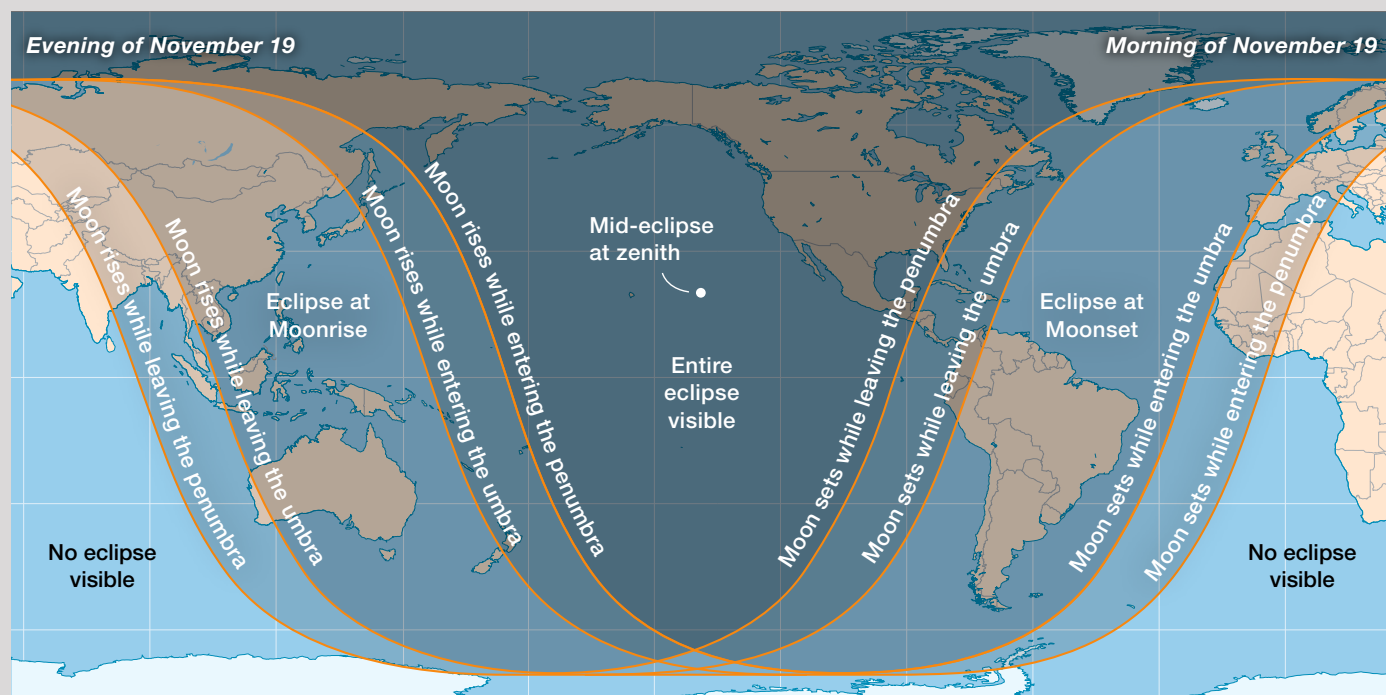 Evening of November 19
Morning of November 19
Moon rises while leaving the penumbra
Moon rises while leaving the umbra
Eclipse at
Moonrise
Moon rises while entering the umbra
Moon rises while entering the penumbra
Mid-eclipse
at zenith
Entire
eclipse
visible
Moon sets while leaving the penumbra
Moon sets while leaving the umbra
Eclipse at
Moonset
Moon sets while entering the umbra
Moon sets while entering the penumbra
No eclipse
visible
No eclipse
visible